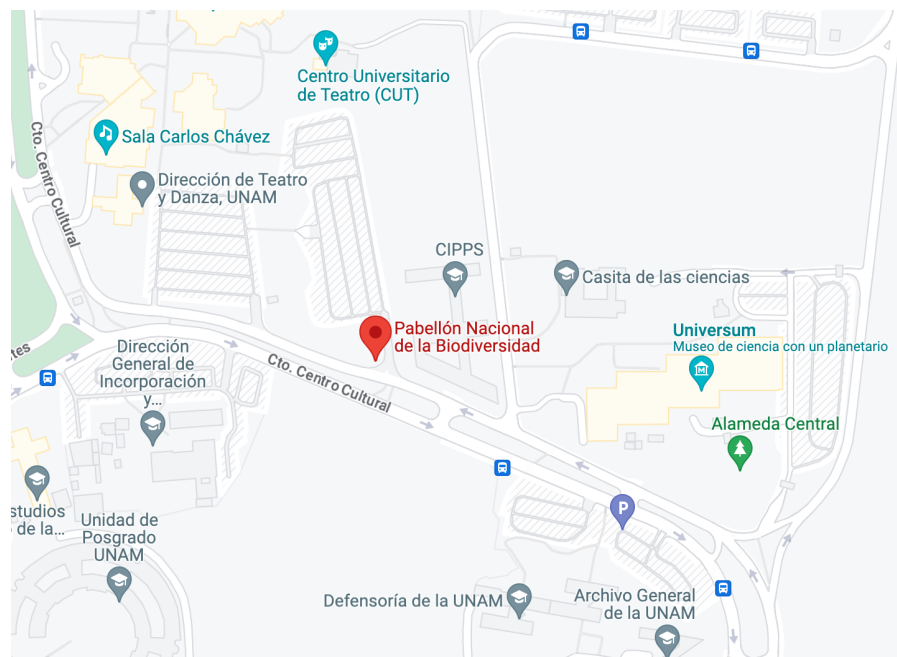 Centro Universitario
de Teatro (CUT)
Cto. Centro Cultural
Sala Carlos Chávez
Dirección de Teatro
y Danza, UNAM
CIPPS
Casita de las ciencias
Pabellón Nacional
de la Biodiversidad
Universum
Museo de ciencia con un planetario
Dirección
General de
Incorporación
y...
Cto. Centro Cultural
Alameda Central
P
studios
de la...
Unidad de
Posgrado
UNAM
Defensoría de la UNAM
Archivo General
de la UNAM